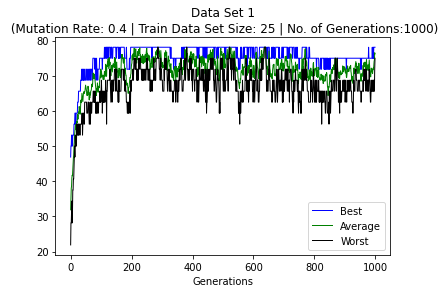 Data Set 1
(Mutation Rate: 0.4 | Train Data Set Size: 25 | No. of Generations:1000)
80
70
60
50
40
30
20
Best
Average
Worst
0 200 400 600 800 1000
Generations